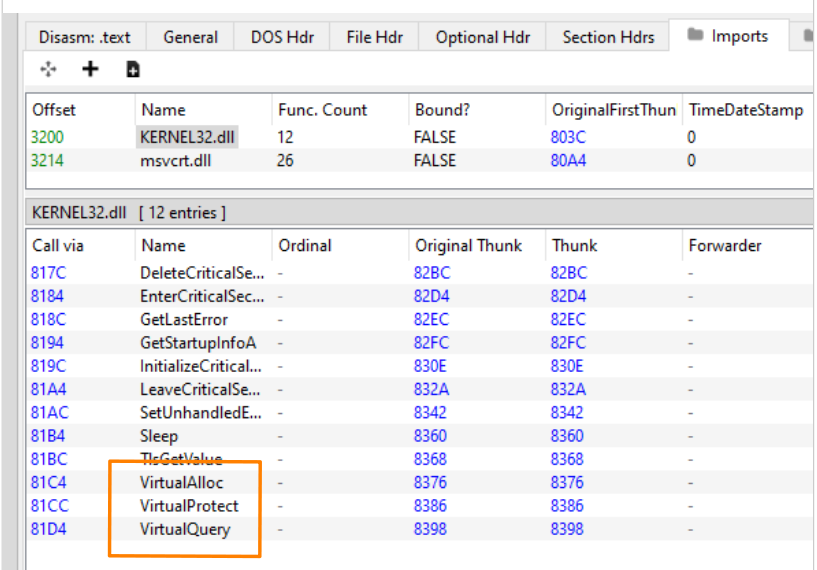 Disasm: .text General DOS Hdr File Hdr Optional Hdr Section Hdrs Imports
Offset Name Func. Count Bound? OriginalFirstThun TimeDateStamp
3200 KERNEL32.dll 12 FALSE 803C 0
3214 msvcrt.dll 26 FALSE 80A4 0
KERNEL32.dll [ 12 entries ]
Call via Name Ordinal Original Thunk Thunk Forwarder
817C DeleteCriticalSe... - 82BC 82BC -
8184 EnterCriticalSec... - 82D4 82D4 -
818C GetLastError - 82EC 82EC -
8194 GetStartupInfoA - 82FC 82FC -
819C InitializeCritical... - 830E 830E -
81A4 LeaveCriticalSe... - 832A 832A -
81AC SetUnhandledE... - 8342 8342 -
81B4 Sleep - 8360 8360 -
81BC TlsGetValue - 8368 8368 -
81C4 VirtualAlloc - 8376 8376 -
81CC VirtualProtect - 8386 8386 -
81D4 VirtualQuery - 8398 8398 -